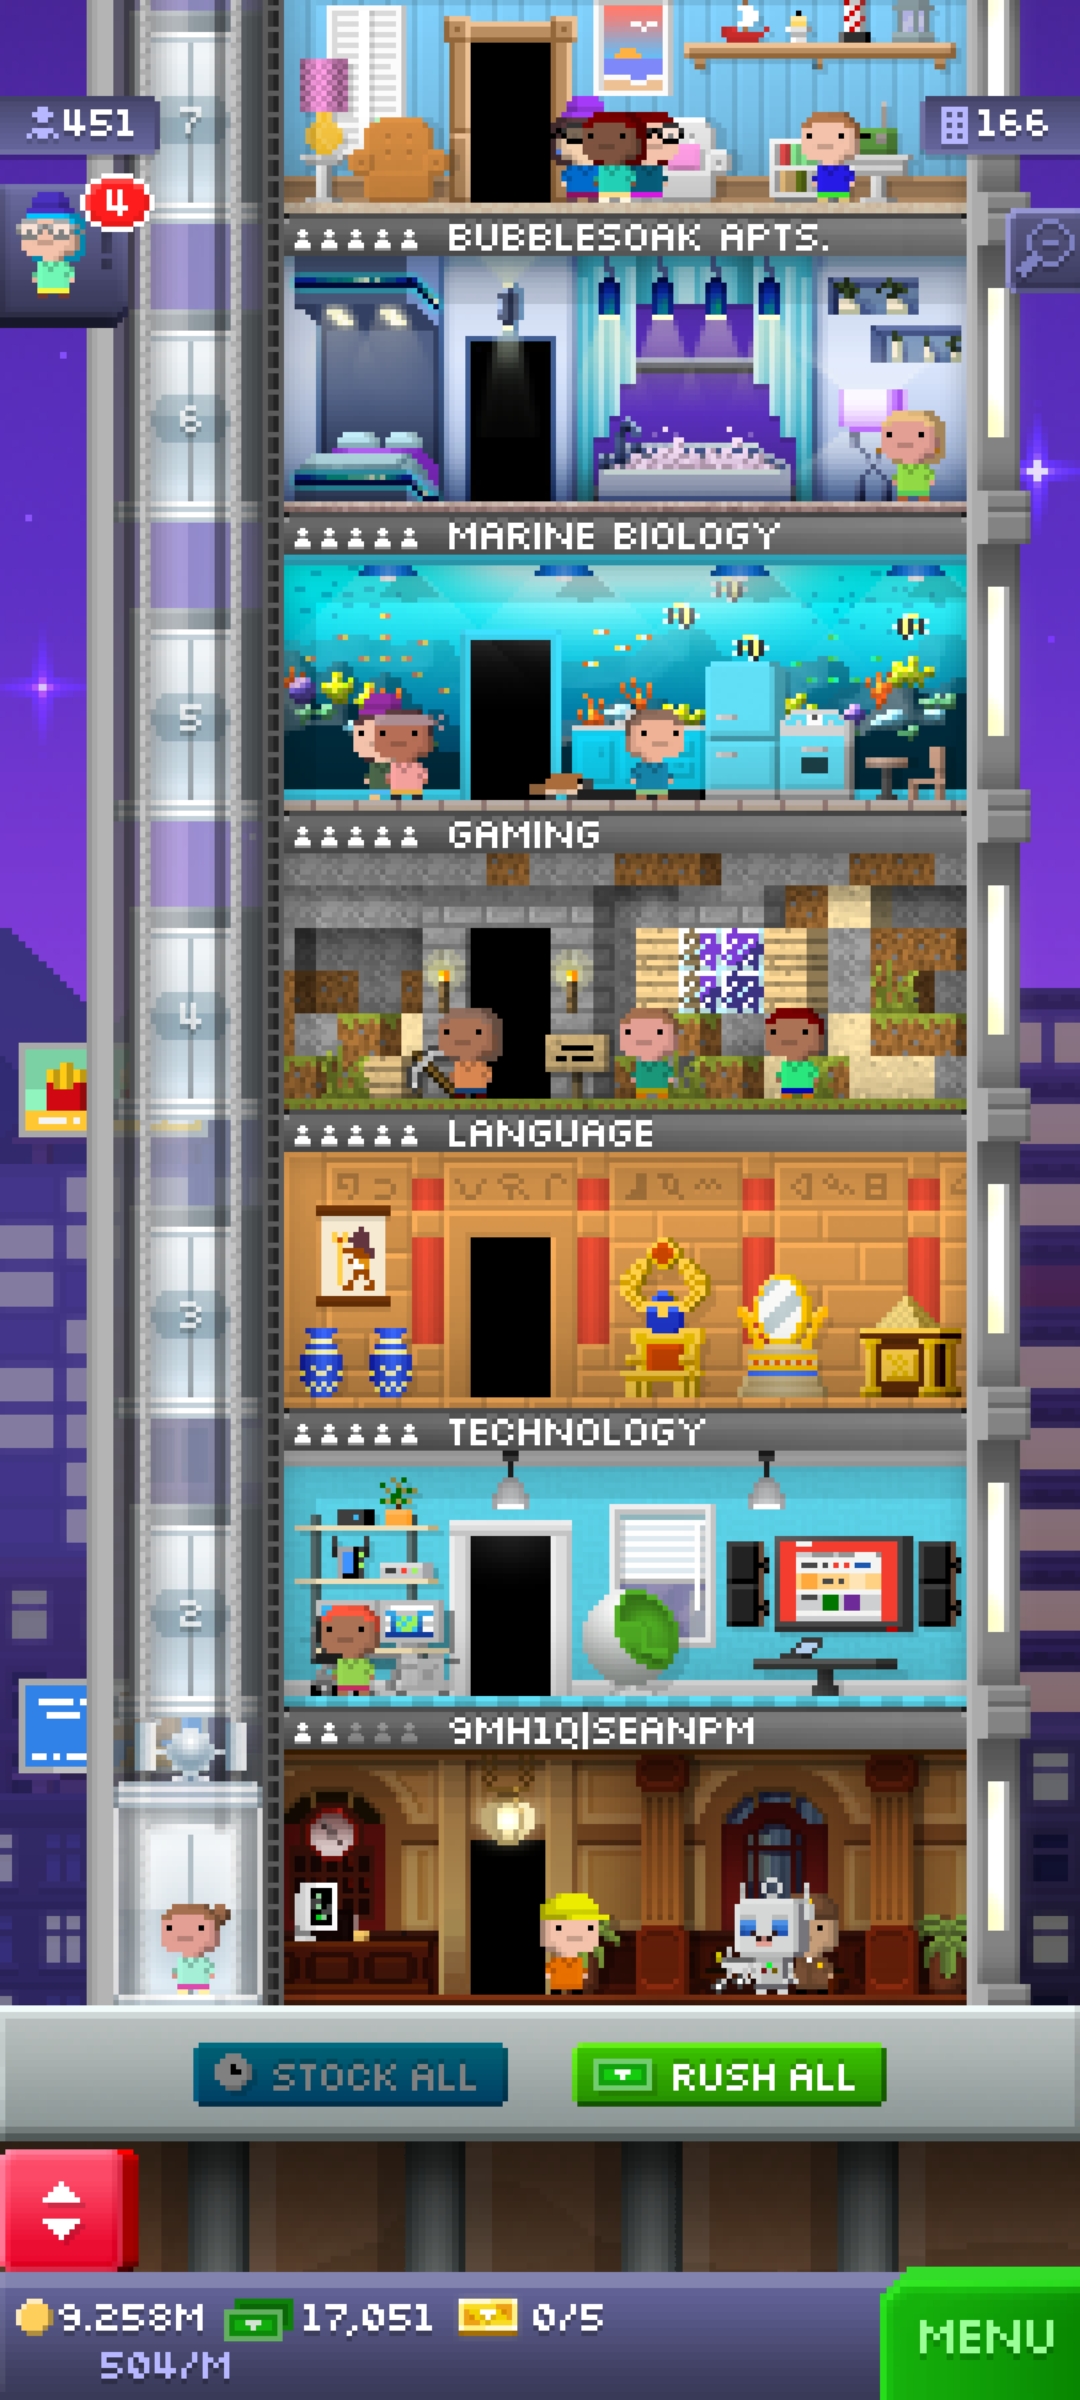 7
451
166
4
BUBBLESOAK APTS.
6
MARINE BIOLOGY
5
GAMING
4
LANGUAGE
3
TECHNOLOGY
2
9MH1Q|SEANPM
STOCK ALL
RUSH ALL
9.258M 17,051 0/5
504/M
MENU